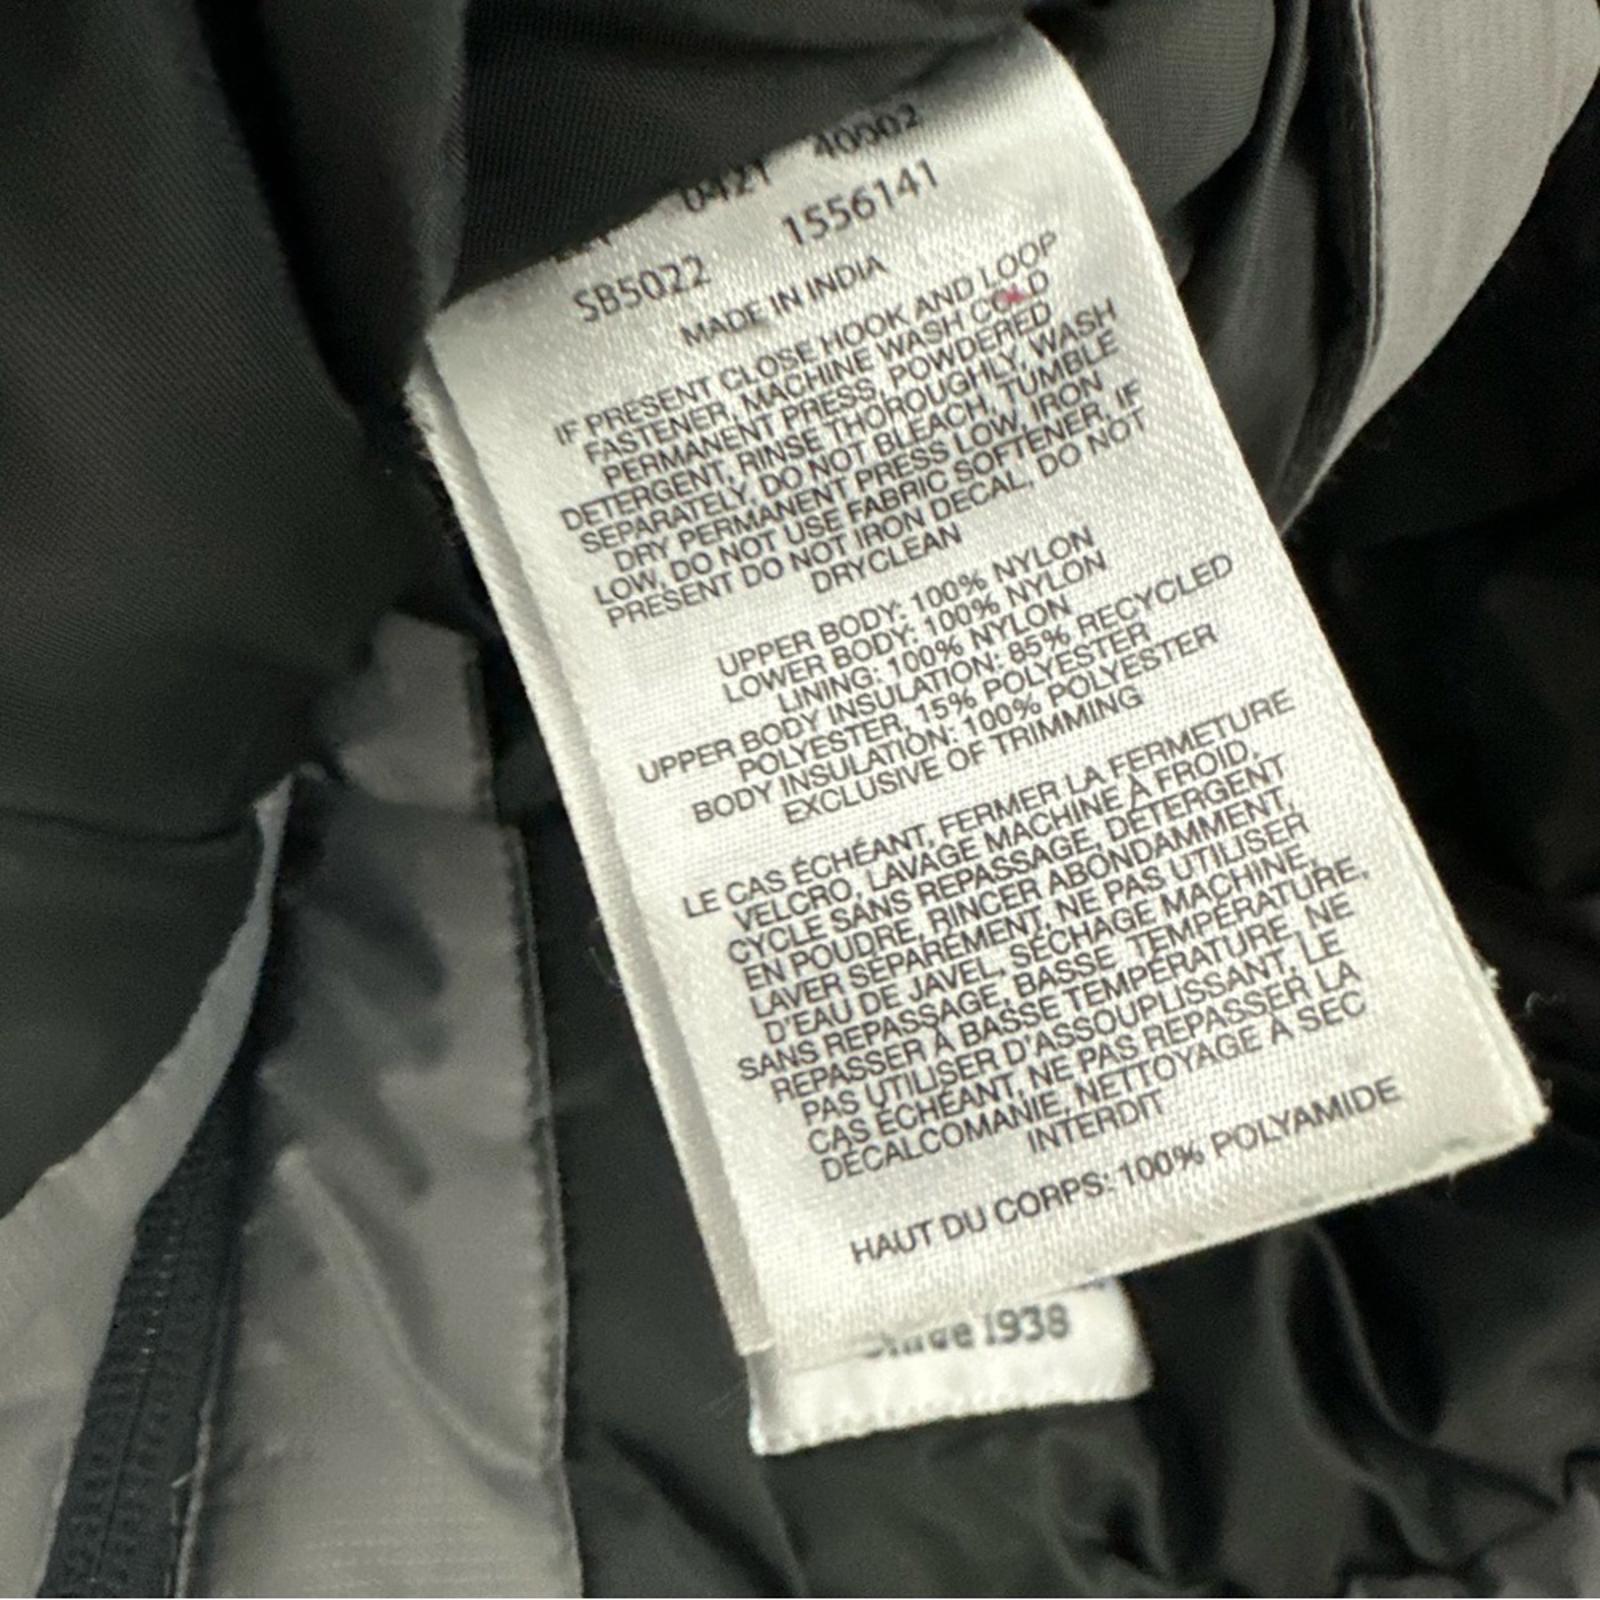 0421 40002
SB5022 1556141
MADE IN INDIA
IF PRESENT CLOSE HOOK AND LOOP
FASTENER, MACHINE WASH COLD
PERMANENT PRESS, POWDERED
DETERGENT, RINSE THOROUGHLY, WASH
SEPARATELY, DO NOT BLEACH, TUMBLE
DRY PERMANENT PRESS LOW, IRON
LOW, DO NOT USE FABRIC SOFTENER, IF
PRESENT DO NOT IRON DECAL, DO NOT
DRYCLEAN
UPPER BODY: 100% NYLON
LOWER BODY: 100% NYLON
LINING: 100% NYLON
UPPER BODY INSULATION: 85% RECYCLED
POLYESTER, 15% POLYESTER
BODY INSULATION: 100% POLYESTER
EXCLUSIVE OF TRIMMING
LE CAS ÉCHÉANT, FERMER LA FERMETURE
VELCRO, LAVAGE MACHINE À FROID,
CYCLE SANS REPASSAGE, DÉTERGENT
EN POUDRE, RINCER ABONDAMMENT,
LAVER SÉPARÉMENT, NE PAS UTILISER
D'EAU DE JAVEL, SÉCHAGE MACHINE,
SANS REPASSAGE, BASSE TEMPÉRATURE,
REPASSER À BASSE TEMPÉRATURE, NE
PAS UTILISER D'ASSOUPLISSANT, LE
CAS ÉCHÉANT, NE PAS REPASSER LA
DÉCALCOMANIE, NETTOYAGE À SEC
INTERDIT
HAUT DU CORPS: 100% POLYAMIDE
Since 1938